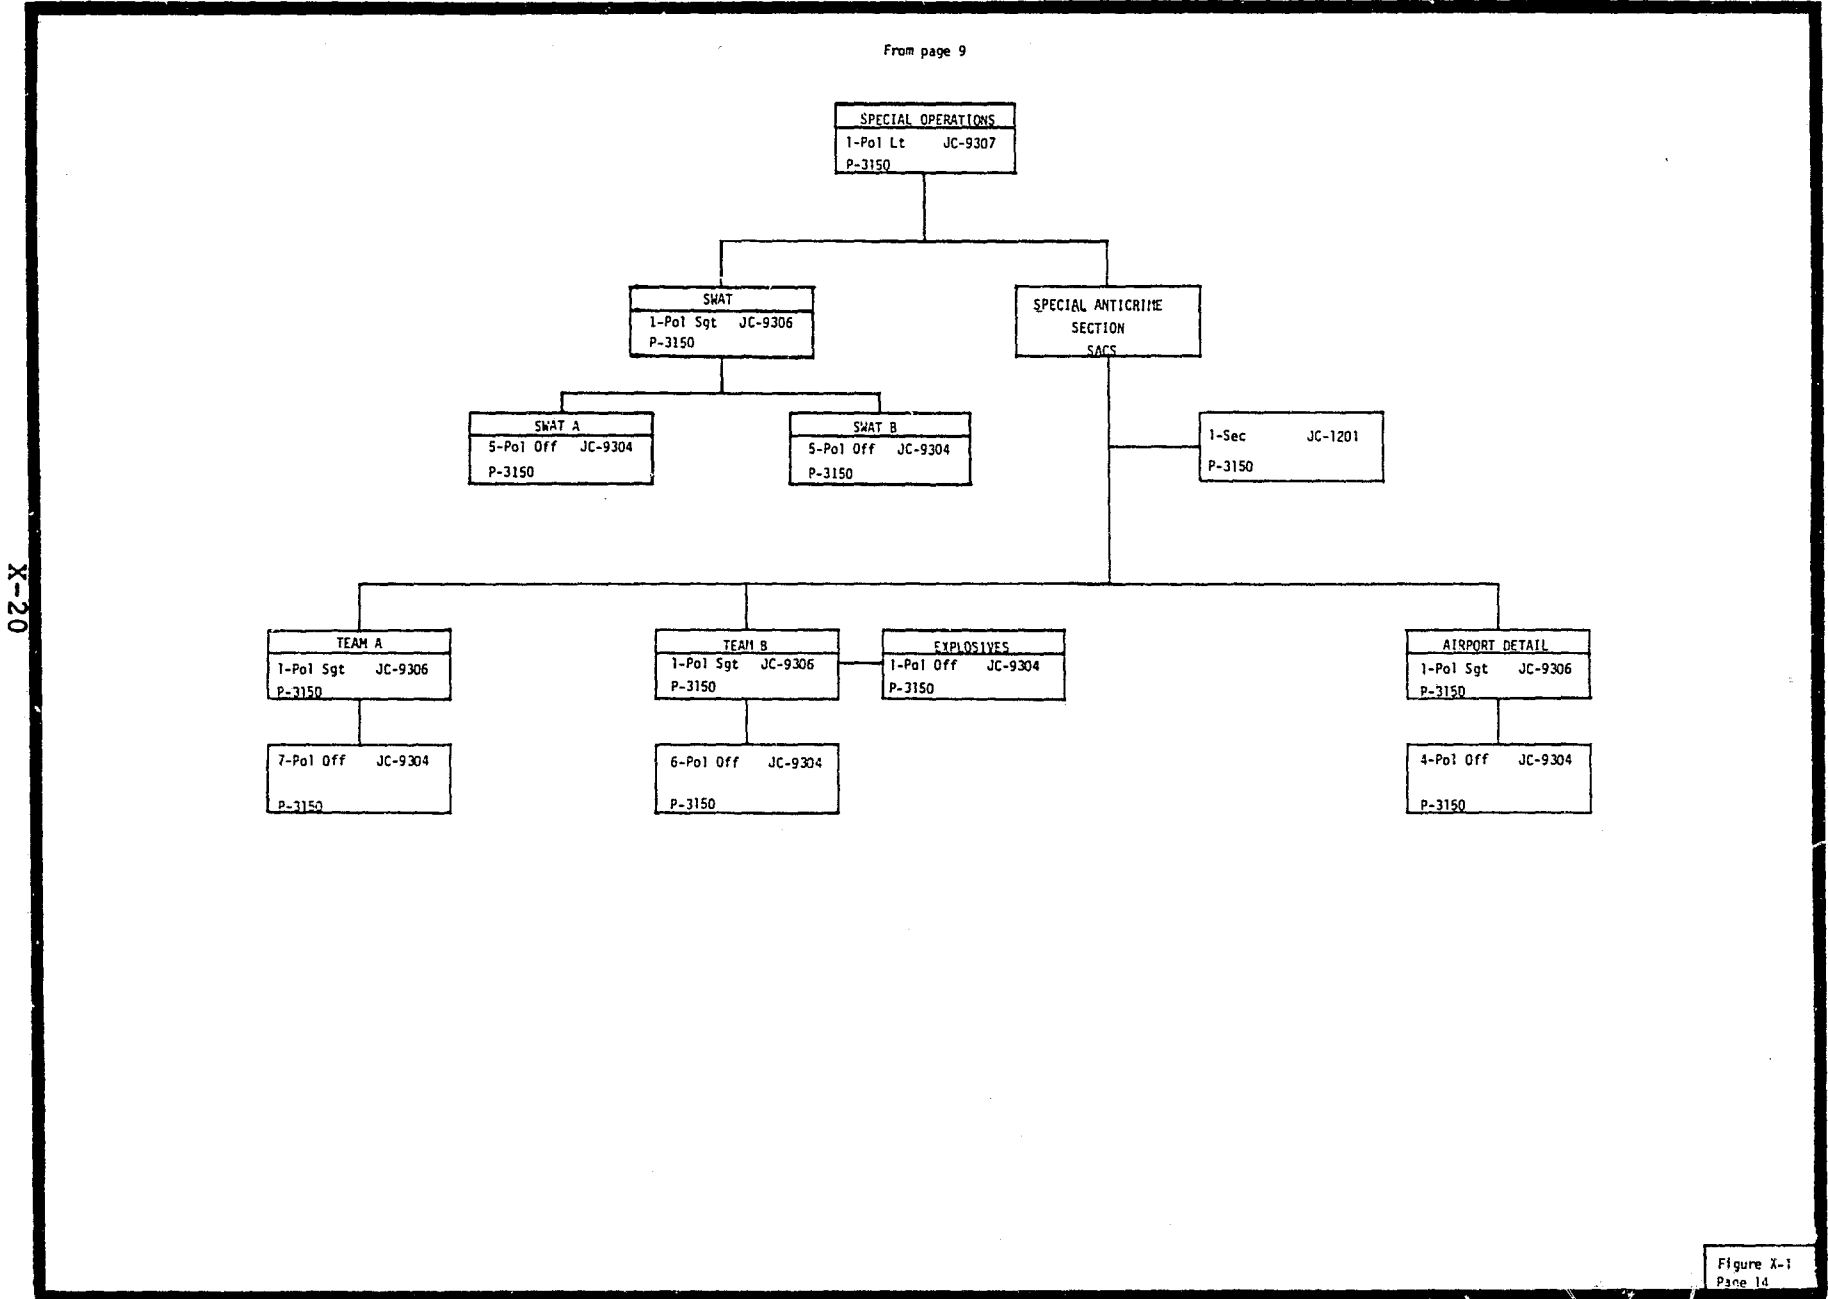 From page 9
SPECIAL OPERATIONS
1-Pol Lt JC-9307
P-3150
SWAT
1-Pol Sgt JC-9306
P-3150
SPECIAL ANTICRIME
SECTION
SACS
SWAT A
5-Pol Off JC-9304
P-3150
SWAT B
5-Pol Off JC-9304
P-3150
1-Sec JC-1201
P-3150
X-20
TEAM A
1-Pol Sgt JC-9306
P-3150
TEAM B
1-Pol Sgt JC-9306
P-3150
EXPLOSIVES
1-Pol Off JC-9304
P-3150
AIRPORT DETAIL
1-Pol Sgt JC-9306
P-3150
7-Pol Off JC-9304
P-3150
6-Pol Off JC-9304
P-3150
4-Pol Off JC-9304
P-3150
Figure X-1
Page 14